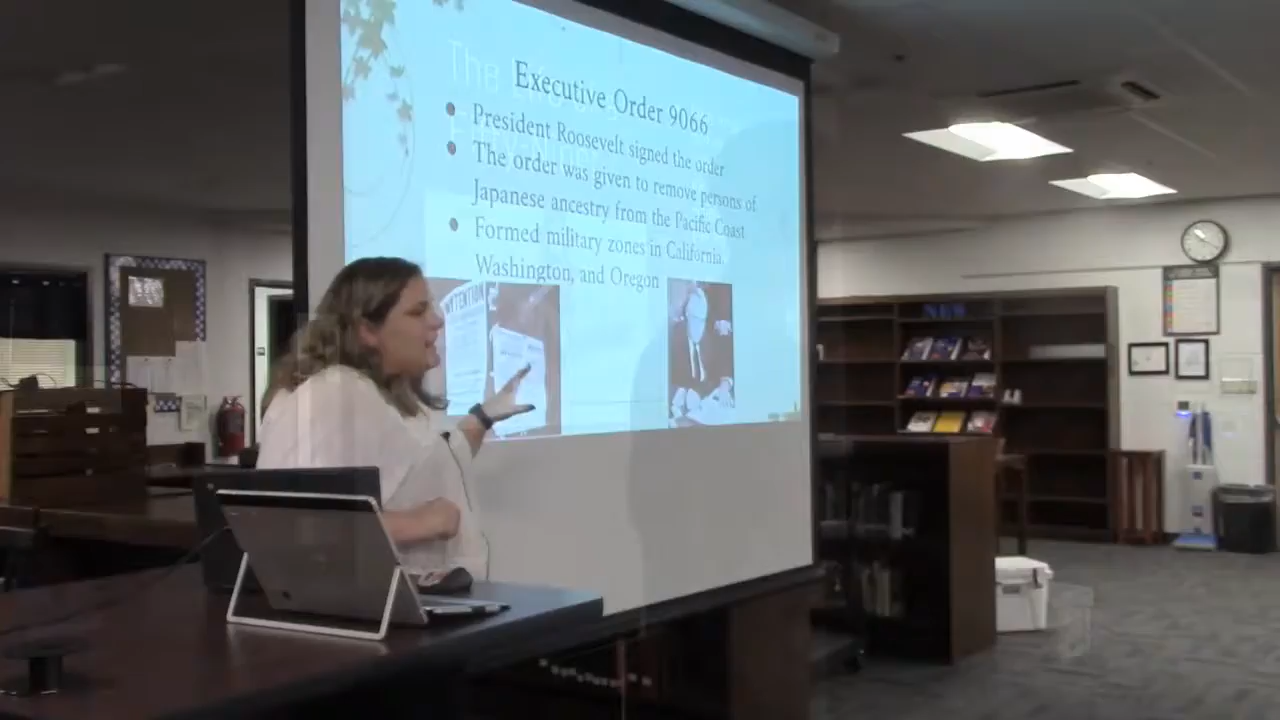 Executive Order 9066
President Roosevelt signed the order
The order was given to remove persons of
Japanese ancestry from the Pacific Coast
Formed military zones in California,
Washington, and Oregon